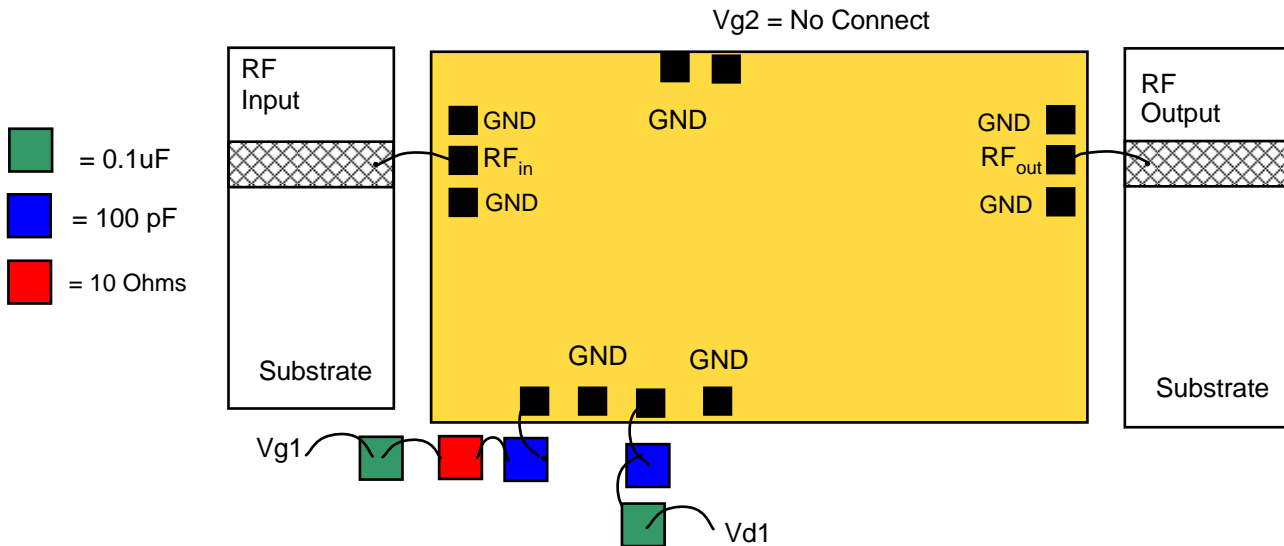 Vg2 = No Connect
RF
Input
RF
Output
GND
GND
GND
= 0.1uF
RFin
RFout
= 100 pF
GND
GND
= 10 Ohms
GND
GND
Substrate
Substrate
Vg1
Vd1